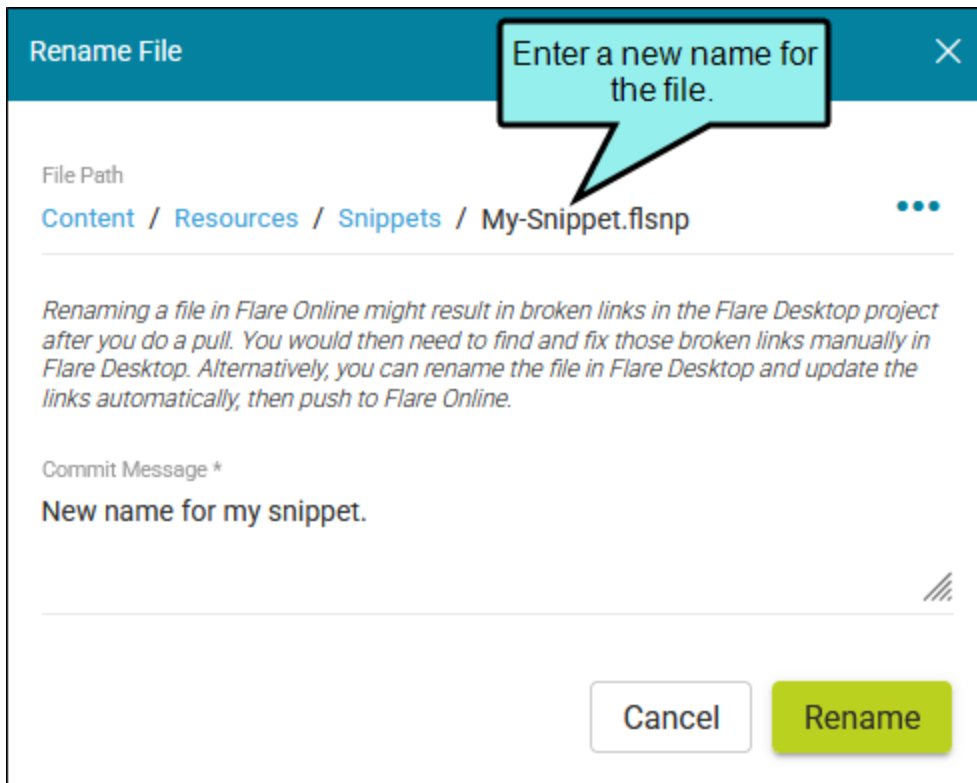 Rename File
Enter a new name for
the file.
File Path
Content / Resources / Snippets / My-Snippet.flsnp
Renaming a file in Flare Online might result in broken links in the Flare Desktop project
after you do a pull. You would then need to find and fix those broken links manually in
Flare Desktop. Alternatively, you can rename the file in Flare Desktop and update the
links automatically, then push to Flare Online.
Commit Message *
New name for my snippet.
Cancel
Rename